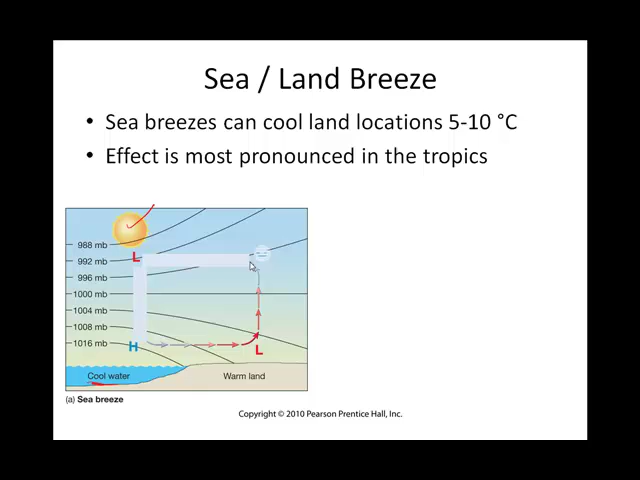 Sea / Land Breeze
• Sea breezes can cool land locations 5-10 °C
• Effect is most pronounced in the tropics
988 mb
L
992 mb
996 mb
1000 mb
1004 mb
1008 mb
1016 mb
H
L
Cool water
Warm land
(a) Sea breeze
Copyright © 2010 Pearson Prentice Hall, Inc.